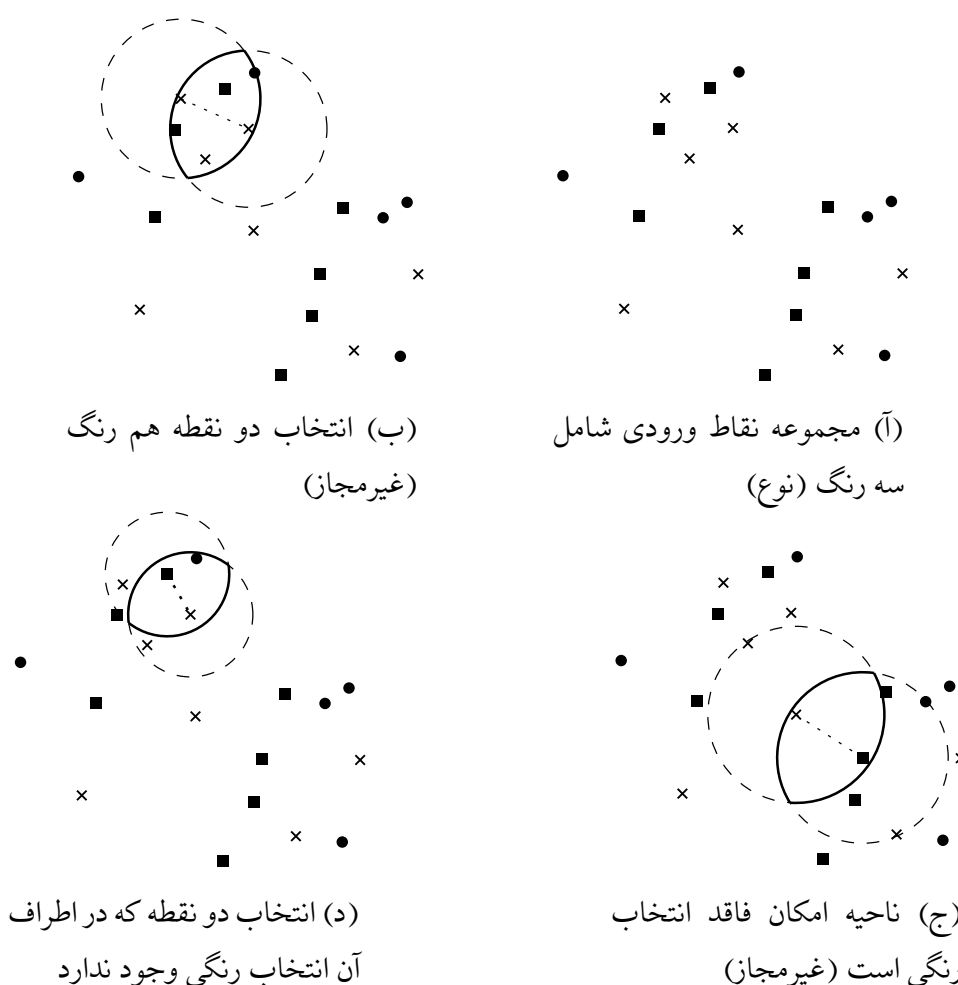 (آ) مجموعه نقاط ورودی شامل
سه رنگ (نوع)
(ب) انتخاب دو نقطه هم رنگ
(غیرمجاز)
(ج) ناحیه امکان فاقد انتخاب
رنگی است (غیرمجاز)
(د) انتخاب دو نقطه که در اطراف
آن انتخاب رنگی وجود ندارد